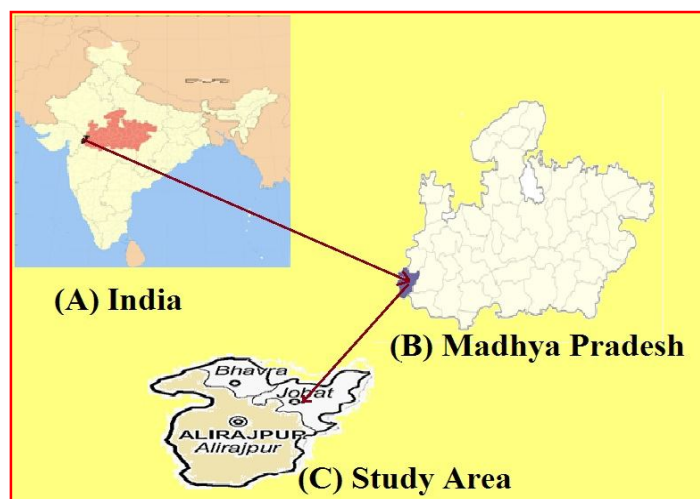 (A) India
(B) Madhya Pradesh
Bhavra
Jobat
ALIRAJPUR
Alirajpur
(C) Study Area